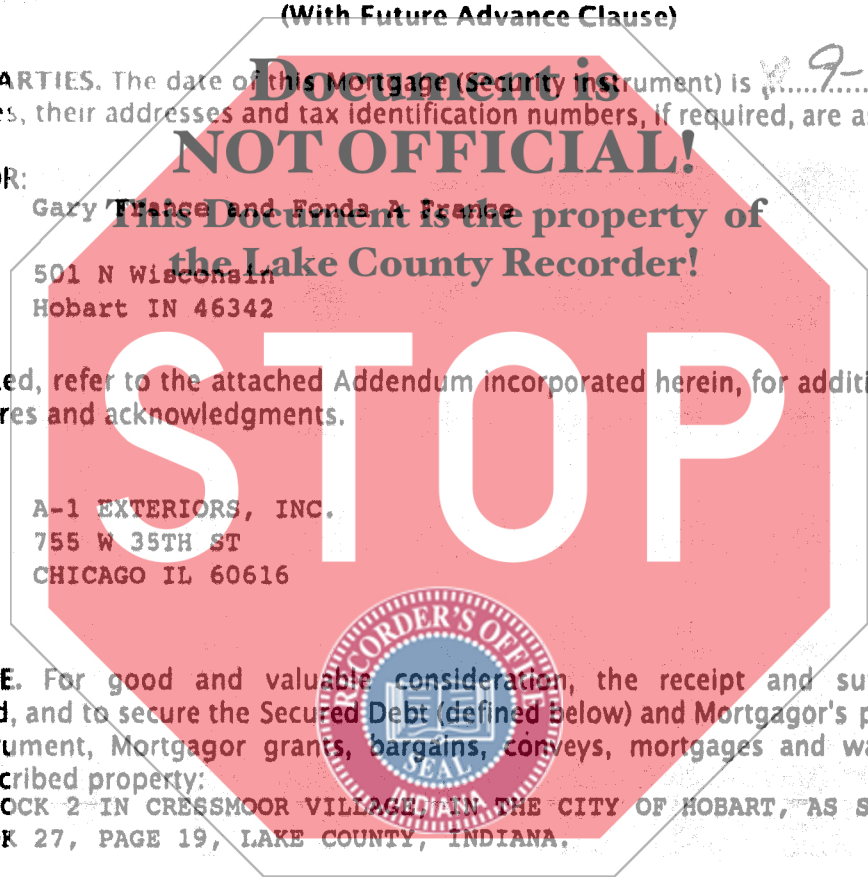 (With Future Advance Clause)
ARTIES. The date of this Mortgage (Security Instrument) is ........9-....
es, their addresses and tax identification numbers, if required, are a
R:
Gary France and Fonda A France
501 N Wisconsin
Hobart IN 46342
ed, refer to the attached Addendum incorporated herein, for additi
res and acknowledgments.
A-1 EXTERIORS, INC.
755 W 35TH ST
CHICAGO IL 60616
E. For good and valuable consideration, the receipt and su
d, and to secure the Secured Debt (defined below) and Mortgagor's p
ument, Mortgagor grants, bargains, conveys, mortgages and wa
cribed property:
OCK 2 IN CRESSMOOR VILLAGE, IN THE CITY OF HOBART, AS S
K 27, PAGE 19, LAKE COUNTY, INDIANA.
Document is
NOT OFFICIAL!
This Document is the property of
the Lake County Recorder!
STOP
RECORDER'S OFFICE
SEAL
INDIANA